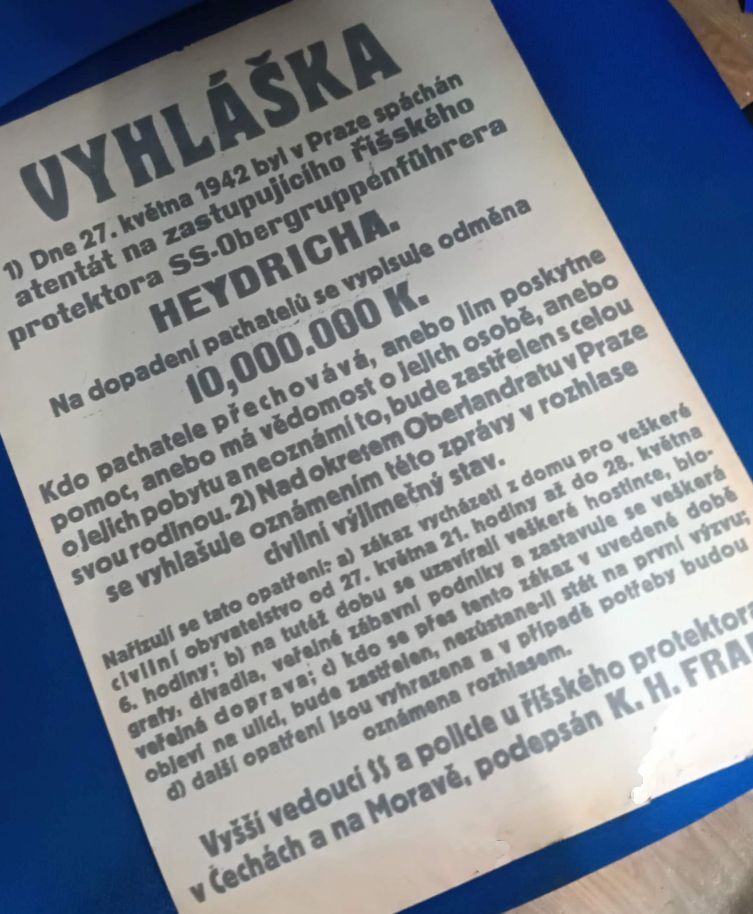 VYHLÁŠKA
1) Dne 27. května 1942 byl v Praze spáchán
atentát na zastupujícího říšského
protektora SS-Obergruppenführera
HEYDRICHA.
Na dopadení pachatelů se vypisuje odměna
10,000.000 K.
Kdo pachatele přechovává, anebo jim poskytne
pomoc, anebo má vědomost o jejich osobě, anebo
o jejich pobytu a neoznámí to, bude zastřelen s celou
svou rodinou. 2) Nad okresem Oberlandratu v Praze
se vyhlašuje oznámením této zprávy v rozhlase
civilní výjimečný stav.
Nařizují se tato opatření: a) zákaz vycházeti z domu pro veškeré
civilní obyvatelstvo od 27. května 21. hodiny až do 28. května
6. hodiny; b) na tutéž dobu se uzavírají veškeré hostince, bio-
grafy, divadla, veřejné zábavní podniky a zastavuje se veškerá
veřejná doprava; c) kdo se přes tento zákaz v uvedené době
objeví na ulici, bude zastřelen, nezůstane-li stát na první výzvu;
d) další opatření jsou vyhrazena a v případě potřeby budou
oznámena rozhlasem.
Vyšší vedoucí SS a policie u říšského protektora
v Čechách a na Moravě, podepsán K. H. FRA